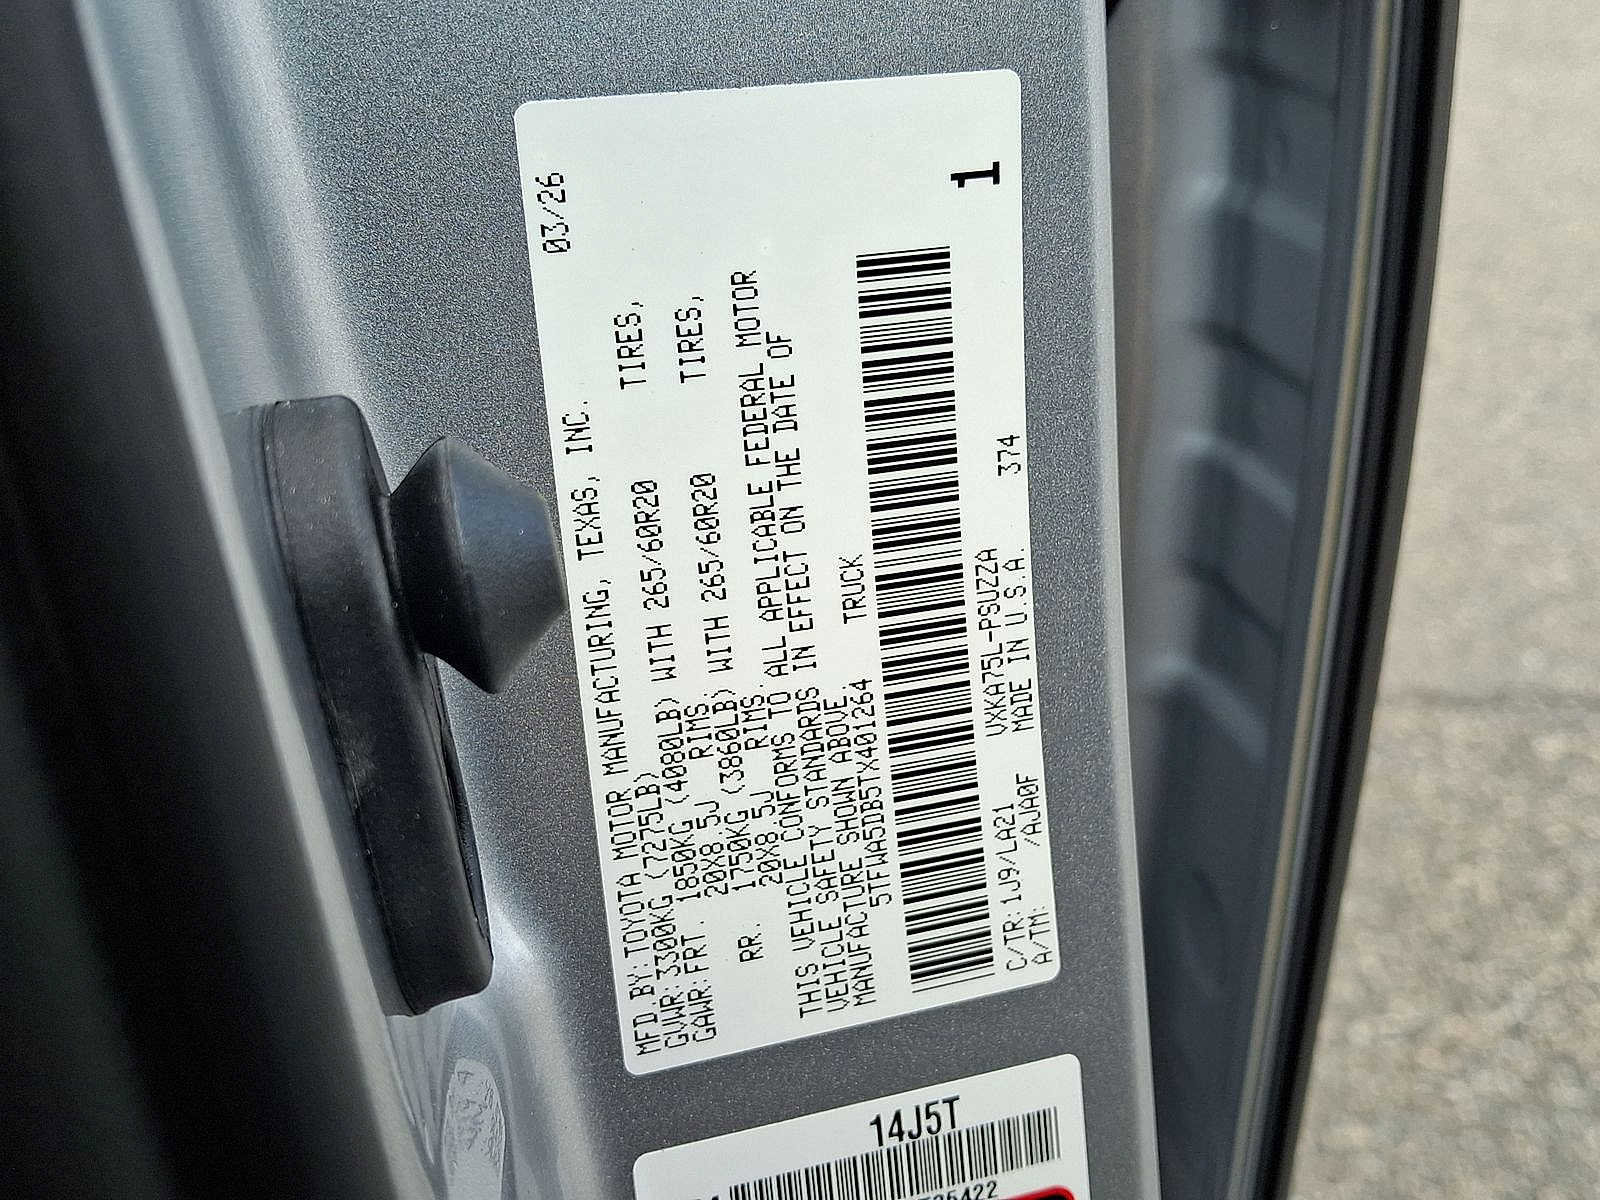 MFD.BY:TOYOTA MOTOR MANUFACTURING, TEXAS, INC. 03/26
GVWR:3300KG (7275LB)
GAWR:FRT. 1850KG (4080LB) WITH 265/60R20 TIRES,
20X8.5J RIMS.
RR. 1750KG (3860LB) WITH 265/60R20 TIRES,
20X8.5J RIMS.
THIS VEHICLE CONFORMS TO ALL APPLICABLE FEDERAL MOTOR
VEHICLE SAFETY STANDARDS IN EFFECT ON THE DATE OF
MANUFACTURE SHOWN ABOVE.
5TFWA5DB5TX401264 TRUCK
1
C/TR:1J9/LA21 VXKA75L-PSUZZA
A/TM: /AJA0F MADE IN U.S.A. 374
14J5T